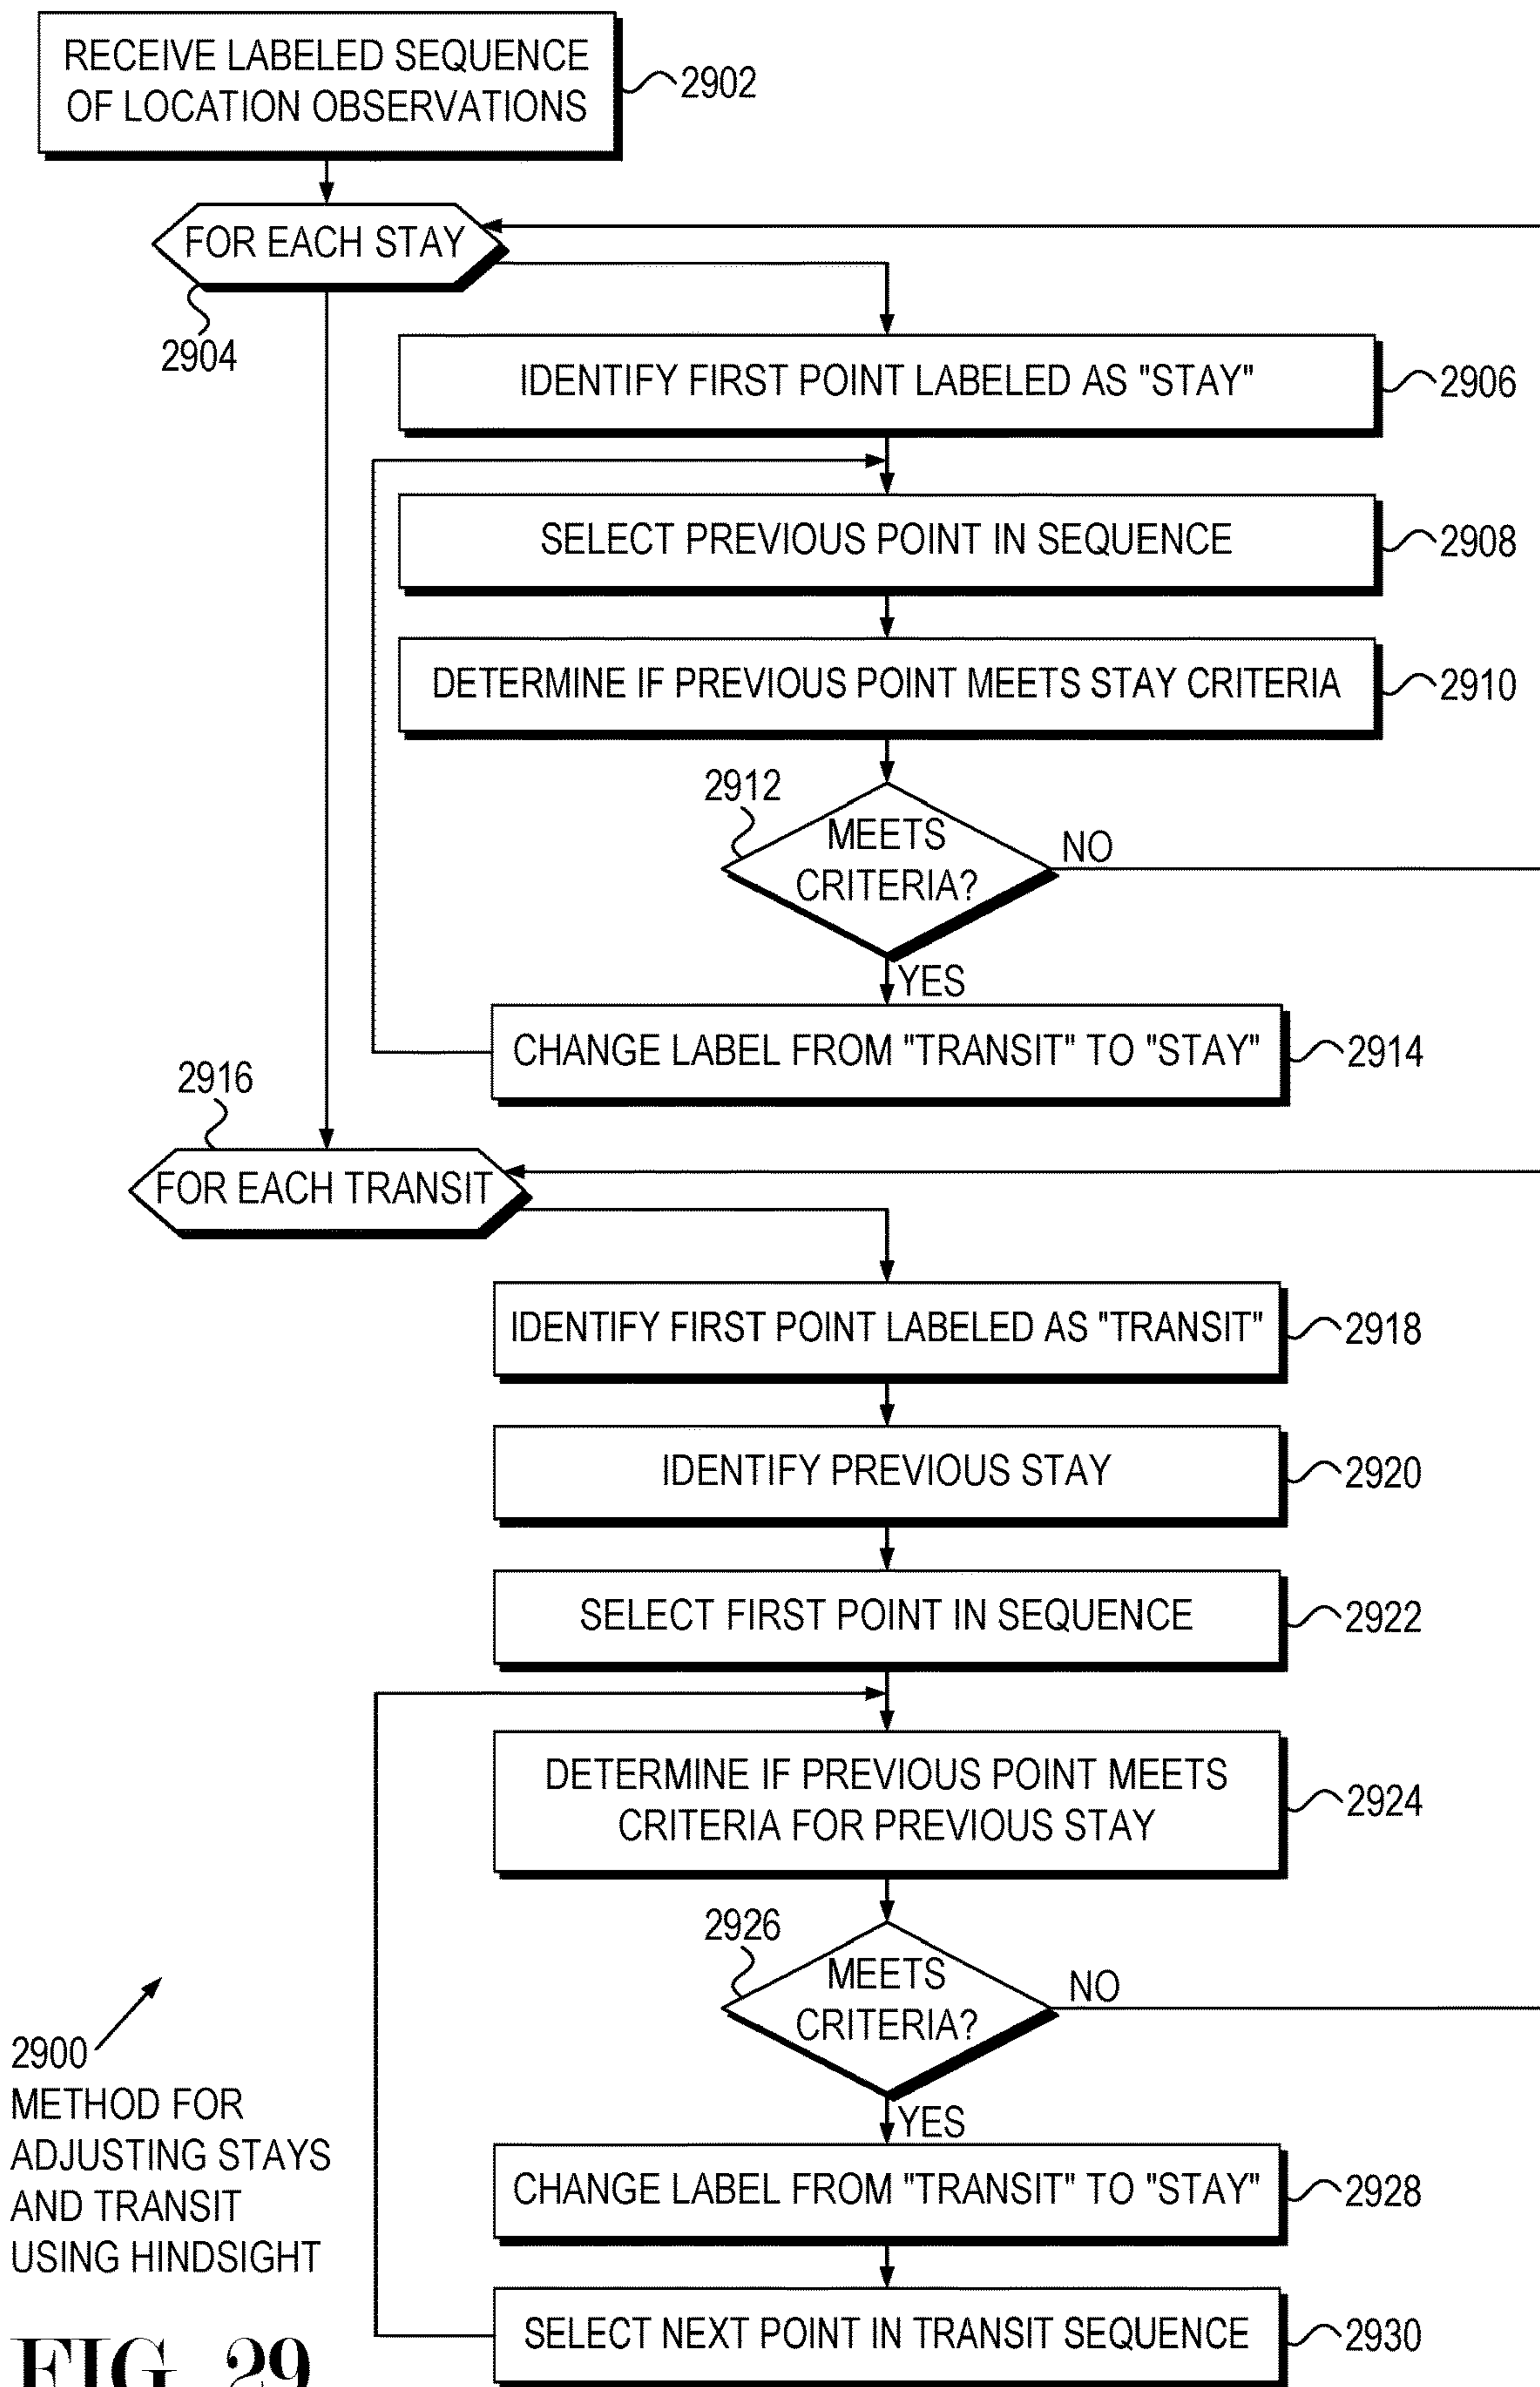 RECEIVE LABELED SEQUENCE
OF LOCATION OBSERVATIONS
2902
FOR EACH STAY
2904
IDENTIFY FIRST POINT LABELED AS "STAY"
2906
SELECT PREVIOUS POINT IN SEQUENCE
2908
DETERMINE IF PREVIOUS POINT MEETS STAY CRITERIA
2910
2912
MEETS
CRITERIA?
NO
YES
CHANGE LABEL FROM "TRANSIT" TO "STAY"
2914
2916
FOR EACH TRANSIT
IDENTIFY FIRST POINT LABELED AS "TRANSIT"
2918
IDENTIFY PREVIOUS STAY
2920
SELECT FIRST POINT IN SEQUENCE
2922
DETERMINE IF PREVIOUS POINT MEETS
CRITERIA FOR PREVIOUS STAY
2924
2926
MEETS
CRITERIA?
NO
YES
CHANGE LABEL FROM "TRANSIT" TO "STAY"
2928
SELECT NEXT POINT IN TRANSIT SEQUENCE
2930
2900
METHOD FOR
ADJUSTING STAYS
AND TRANSIT
USING HINDSIGHT
FIG. 29